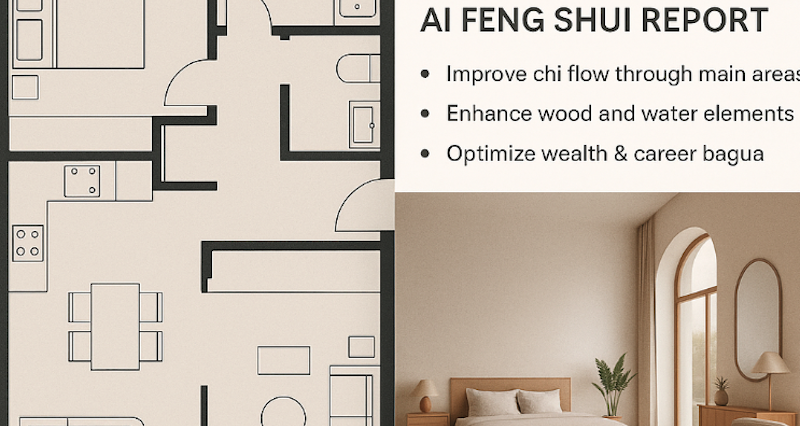 AI FENG SHUI REPORT
• Improve chi flow through main areas
• Enhance wood and water elements
• Optimize wealth & career bagua